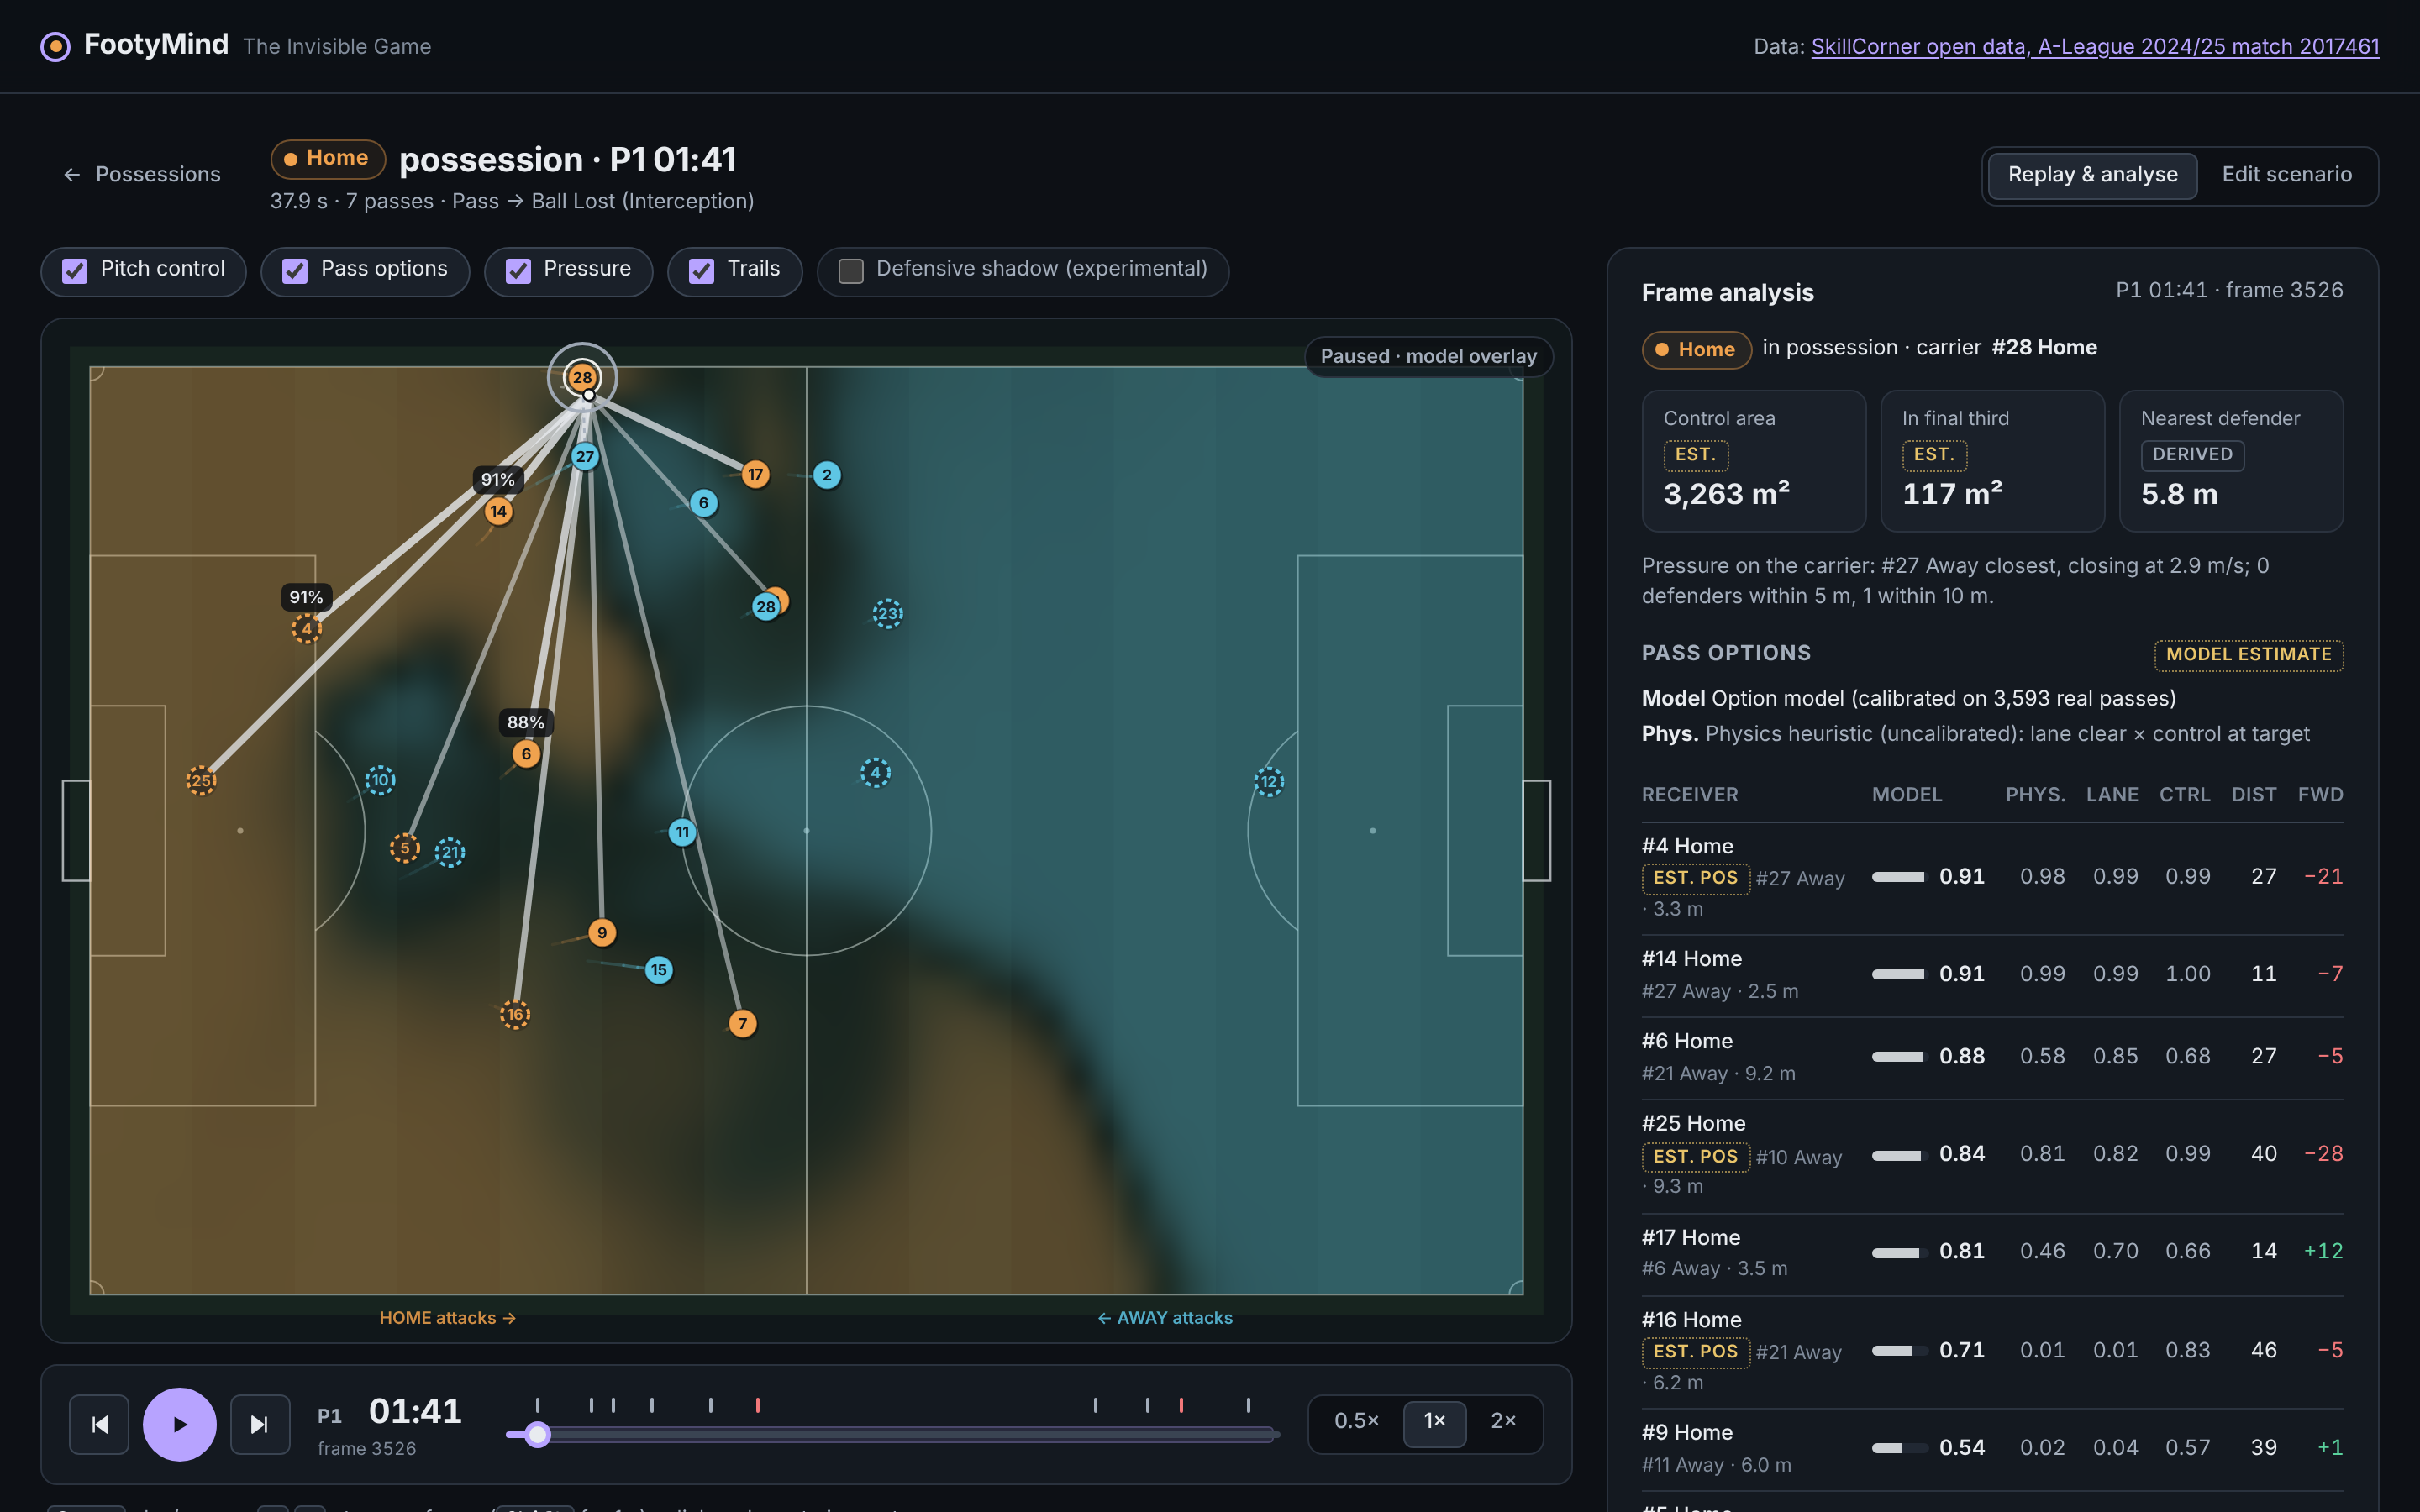 FootyMind The Invisible Game
Data: SkillCorner open data, A-League 2024/25 match 2017461
← Possessions
Home possession · P1 01:41
37.9 s · 7 passes · Pass → Ball Lost (Interception)
Replay & analyse
Edit scenario
Pitch control
Pass options
Pressure
Trails
Defensive shadow (experimental)
Paused · model overlay
28
27
91%
14
17
2
6
91%
4
28
23
88%
6
25
10
4
12
5
21
11
9
15
16
7
HOME attacks →
← AWAY attacks
P1 01:41
frame 3526
0.5×
1×
2×
Frame analysis
P1 01:41 · frame 3526
Home in possession · carrier #28 Home
Control area
EST.
3,263 m²
In final third
EST.
117 m²
Nearest defender
DERIVED
5.8 m
Pressure on the carrier: #27 Away closest, closing at 2.9 m/s; 0
defenders within 5 m, 1 within 10 m.
PASS OPTIONS
MODEL ESTIMATE
Model Option model (calibrated on 3,593 real passes)
Phys. Physics heuristic (uncalibrated): lane clear × control at target
RECEIVER MODEL PHYS. LANE CTRL DIST FWD
#4 Home
EST. POS #27 Away
· 3.3 m
0.91 0.98 0.99 0.99 27 −21
#14 Home
#27 Away · 2.5 m
0.91 0.99 0.99 1.00 11 −7
#6 Home
#21 Away · 9.2 m
0.88 0.58 0.85 0.68 27 −5
#25 Home
EST. POS #10 Away
· 9.3 m
0.84 0.81 0.82 0.99 40 −28
#17 Home
#6 Away · 3.5 m
0.81 0.46 0.70 0.66 14 +12
#16 Home
EST. POS #21 Away
· 6.2 m
0.71 0.01 0.01 0.83 46 −5
#9 Home
#11 Away · 6.0 m
0.54 0.02 0.04 0.57 39 +1